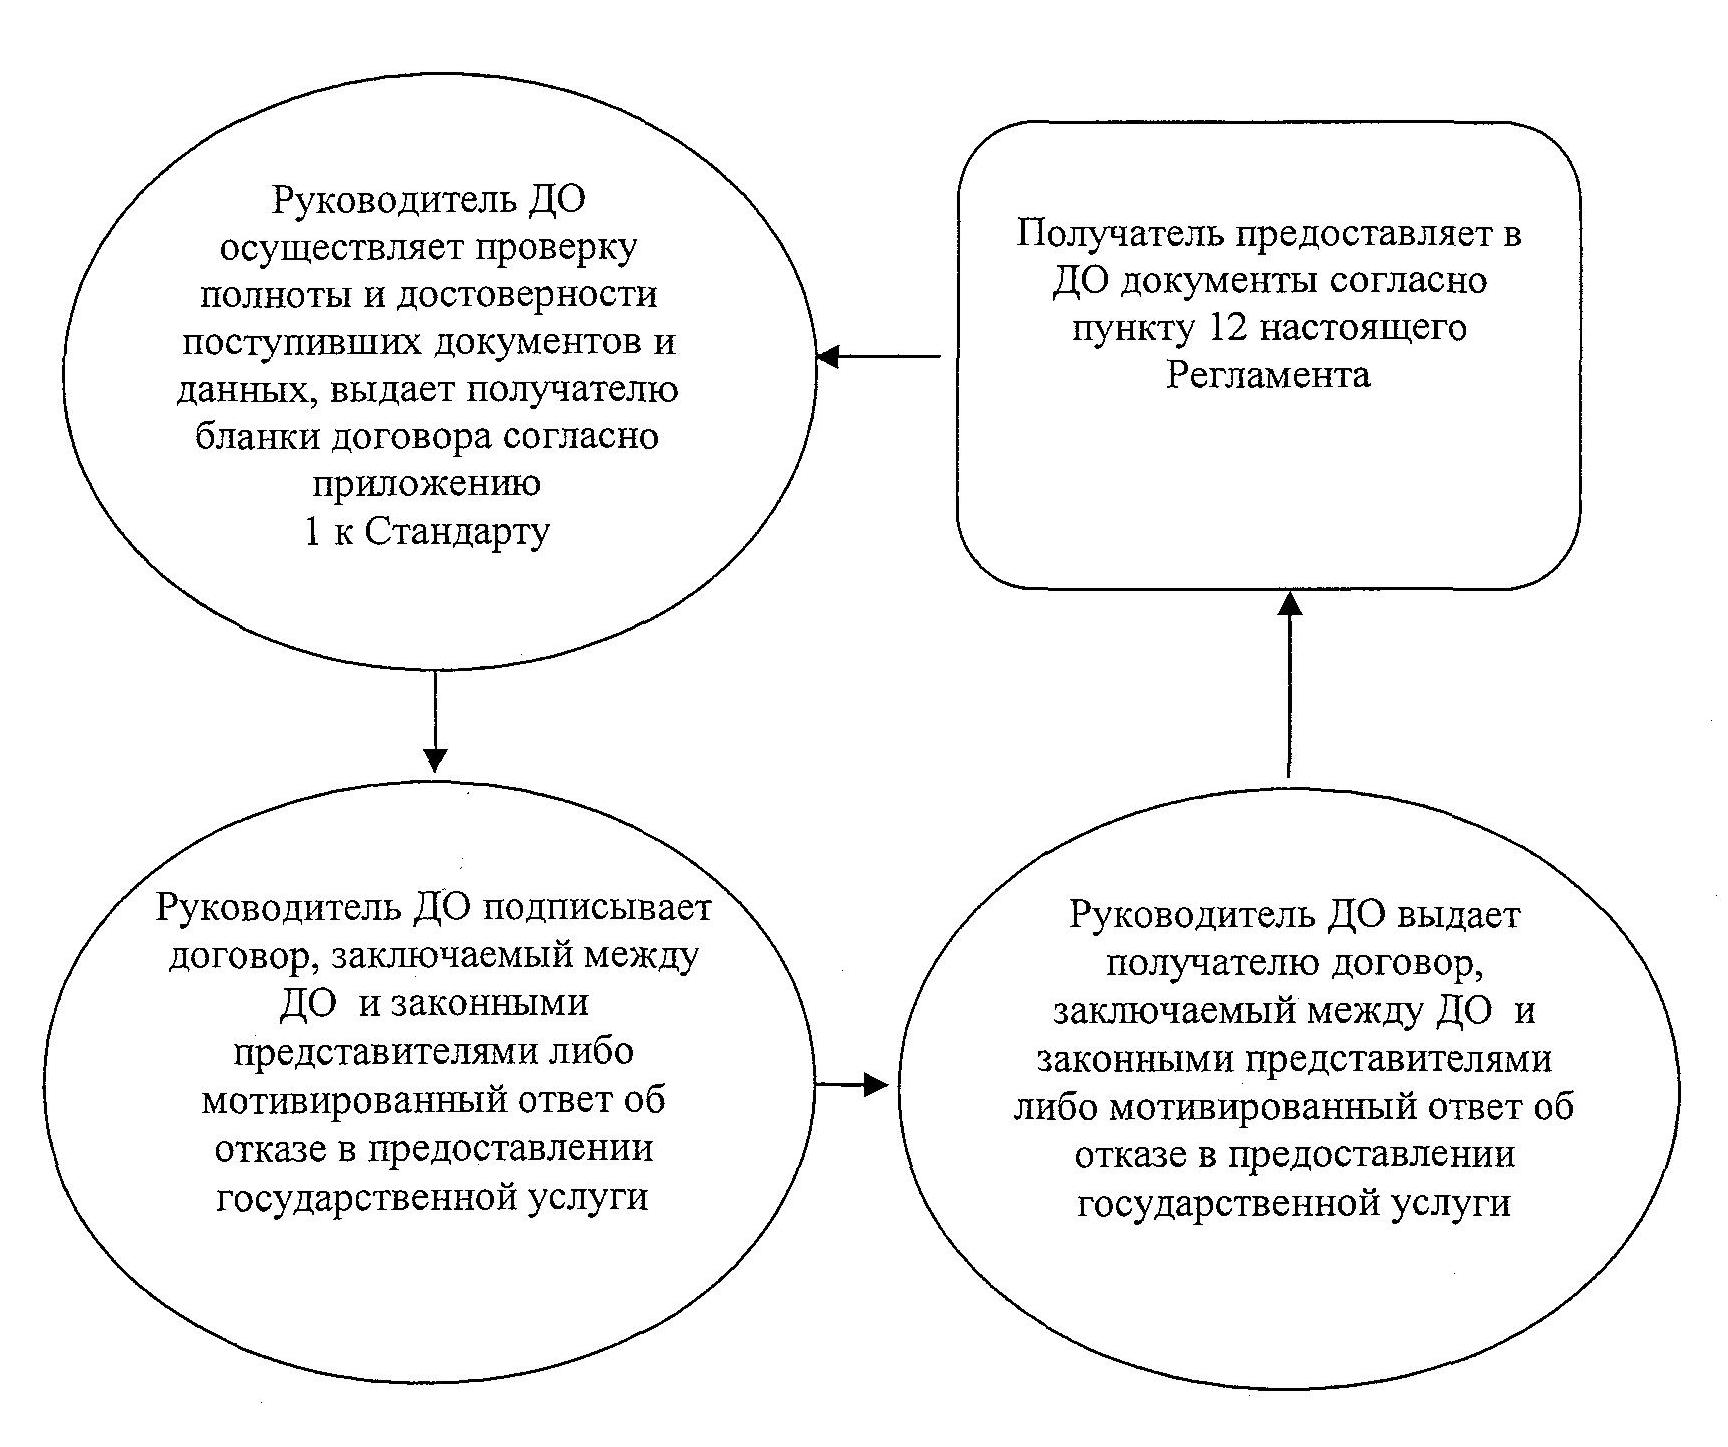 Руководитель ДО
осуществляет проверку
полноты и достоверности
поступивших документов и
данных, выдает получателю
бланки договора согласно
приложению
1 к Стандарту
Получатель предоставляет в
ДО документы согласно
пункту 12 настоящего
Регламента
Руководитель ДО подписывает
договор, заключаемый между
ДО и законными
представителями либо
мотивированный ответ об
отказе в предоставлении
государственной услуги
Руководитель ДО выдает
получателю договор,
заключаемый между ДО и
законными представителями
либо мотивированный ответ об
отказе в предоставлении
государственной услуги